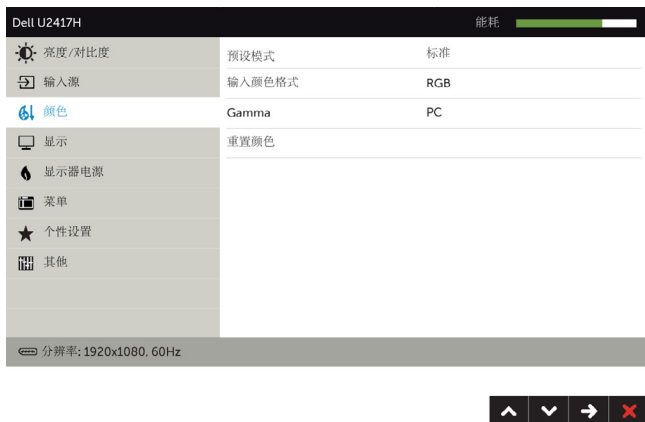 Dell U2417H 能耗
亮度/对比度
输入源
颜色
显示
显示器电源
菜单
个性设置
其他
预设模式 标准
输入颜色格式 RGB
Gamma PC
重置颜色
分辨率: 1920x1080, 60Hz